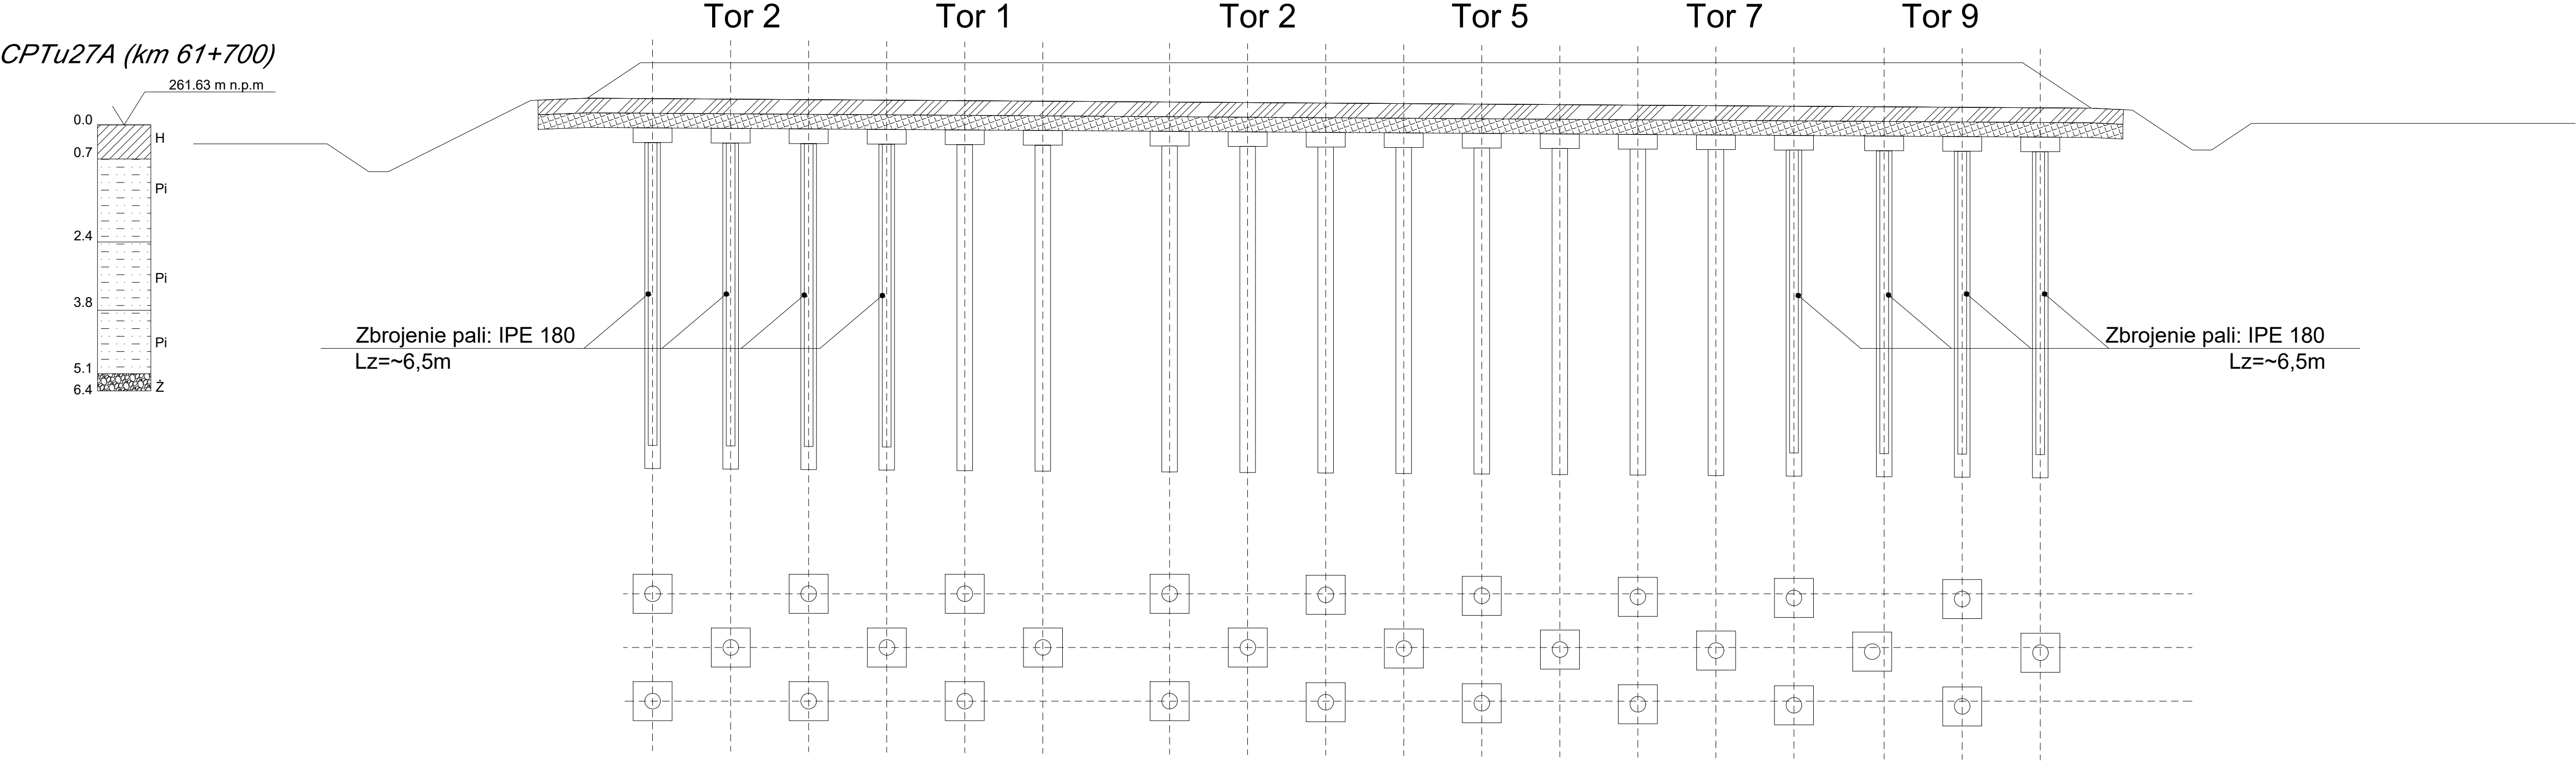 Tor 2
Tor 1
Tor 2
Tor 5
Tor 7
Tor 9
CPTu27A (km 61+700)
261.63 m n.p.m
0.0
H
0.7
Pi
2.4
Pi
3.8
Pi
5.1
Ż
6.4
Zbrojenie pali: IPE 180
Lz=~6,5m
Zbrojenie pali: IPE 180
Lz=~6,5m